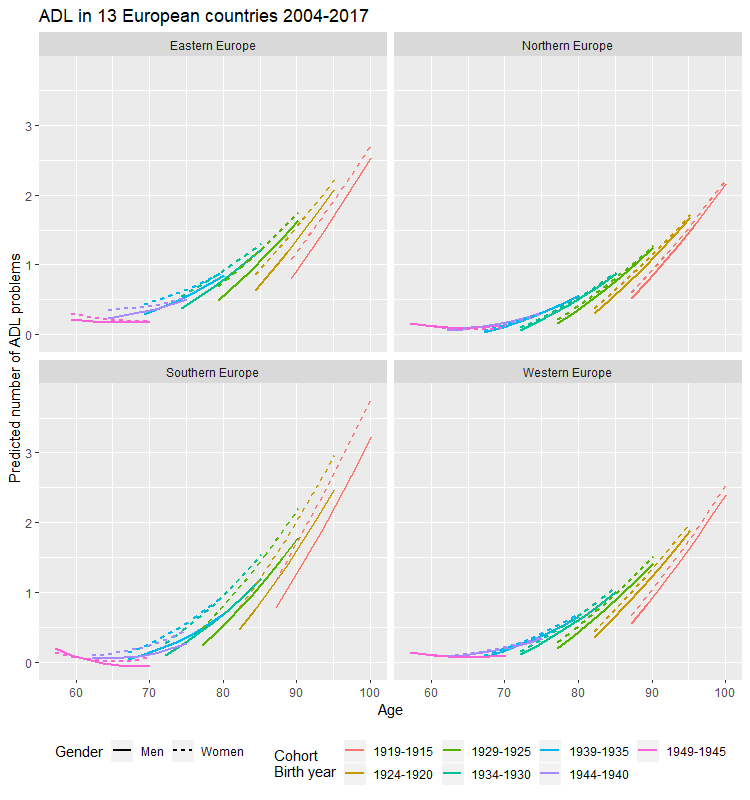 ADL in 13 European countries 2004-2017
Eastern Europe
Northern Europe
3
2
1
0
Southern Europe
Western Europe
3
2
1
0
60 70 80 90 100
60 70 80 90 100
Predicted number of ADL problems
Age
Gender
Men
Women
Cohort
Birth year
1919-1915
1929-1925
1939-1935
1949-1945
1924-1920
1934-1930
1944-1940